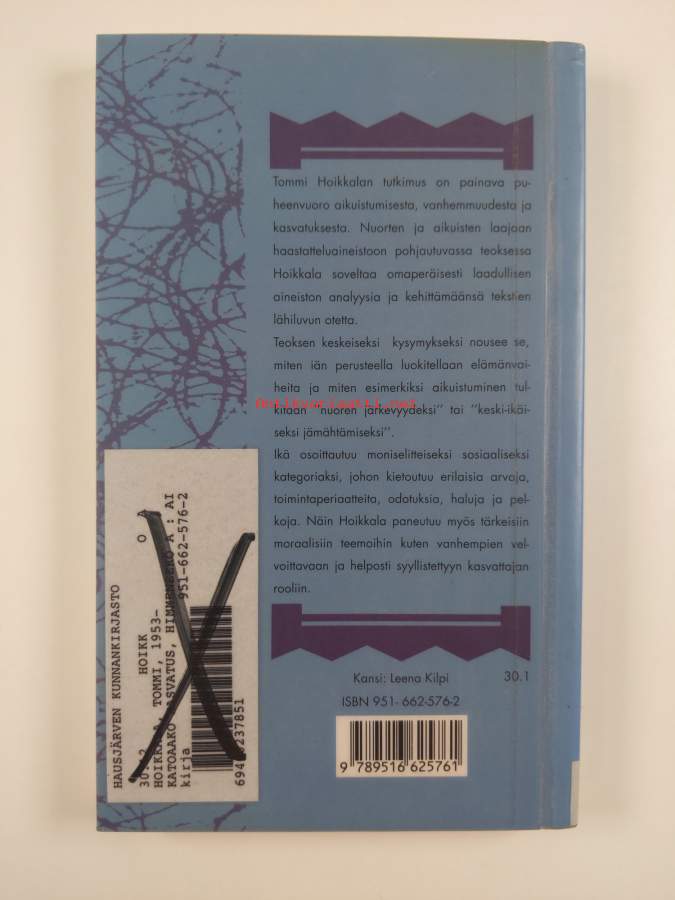 Tommi Hoikkalan tutkimus on painava pu-
heenvuoro aikuistumisesta, vanhemmuudesta ja
kasvatuksesta. Nuorten ja aikuisten laajaan
haastatteluaineistoon pohjautuvassa teoksessa
Hoikkala soveltaa omaperäisesti laadullisen
aineiston analyysia ja kehittämäänsä tekstien
lähiluvun otetta.
Teoksen keskeiseksi kysymykseksi nousee se,
miten iän perusteella luokitellaan elämänvai-
heita ja miten esimerkiksi aikuistuminen tul-
kitaan "nuoren järkevyydeksi" tai "keski-ikäi-
seksi jämähtämiseksi".
Ikä osoittautuu moniselitteiseksi sosiaaliseksi
kategoriaksi, johon kietoutuu erilaisia arvoja,
toimintaperiaatteita, odotuksia, haluja ja pel-
koja. Näin Hoikkala paneutuu myös tärkeisiin
moraalisiin teemoihin kuten vanhempien vel-
voittavaan ja helposti syyllistettyyn kasvattajan
rooliin.
Kansi: Leena Kilpi 30.1
ISBN 951- 662-576-2
9 789516 625761
HAUSJÄRVEN KUNNANKIRJASTO
HOIKK O
TOMMI, 1953-
KATOAAKO KASVATUS, A : AI
kirja 951-662-576-2
237851